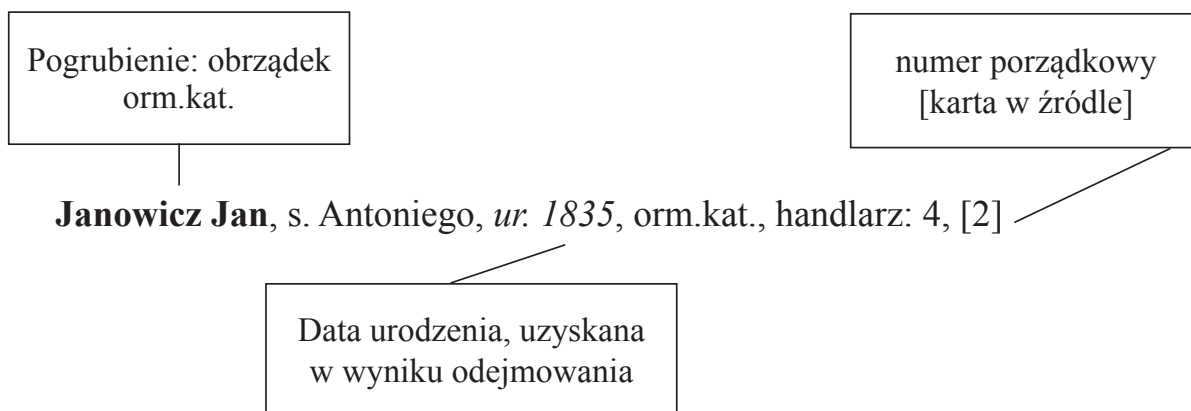 Pogrubienie: obrządek
orm.kat.
numer porządkowy
[karta w źródle]
Janowicz Jan, s. Antoniego, ur. 1835, orm.kat., handlarz: 4, [2]
Data urodzenia, uzyskana
w wyniku odejmowania